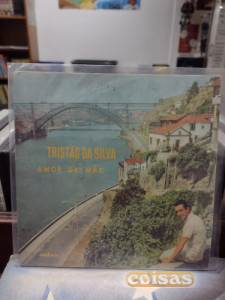 TRISTÃO DA SILVA
AMOR DE MÃE
coisas